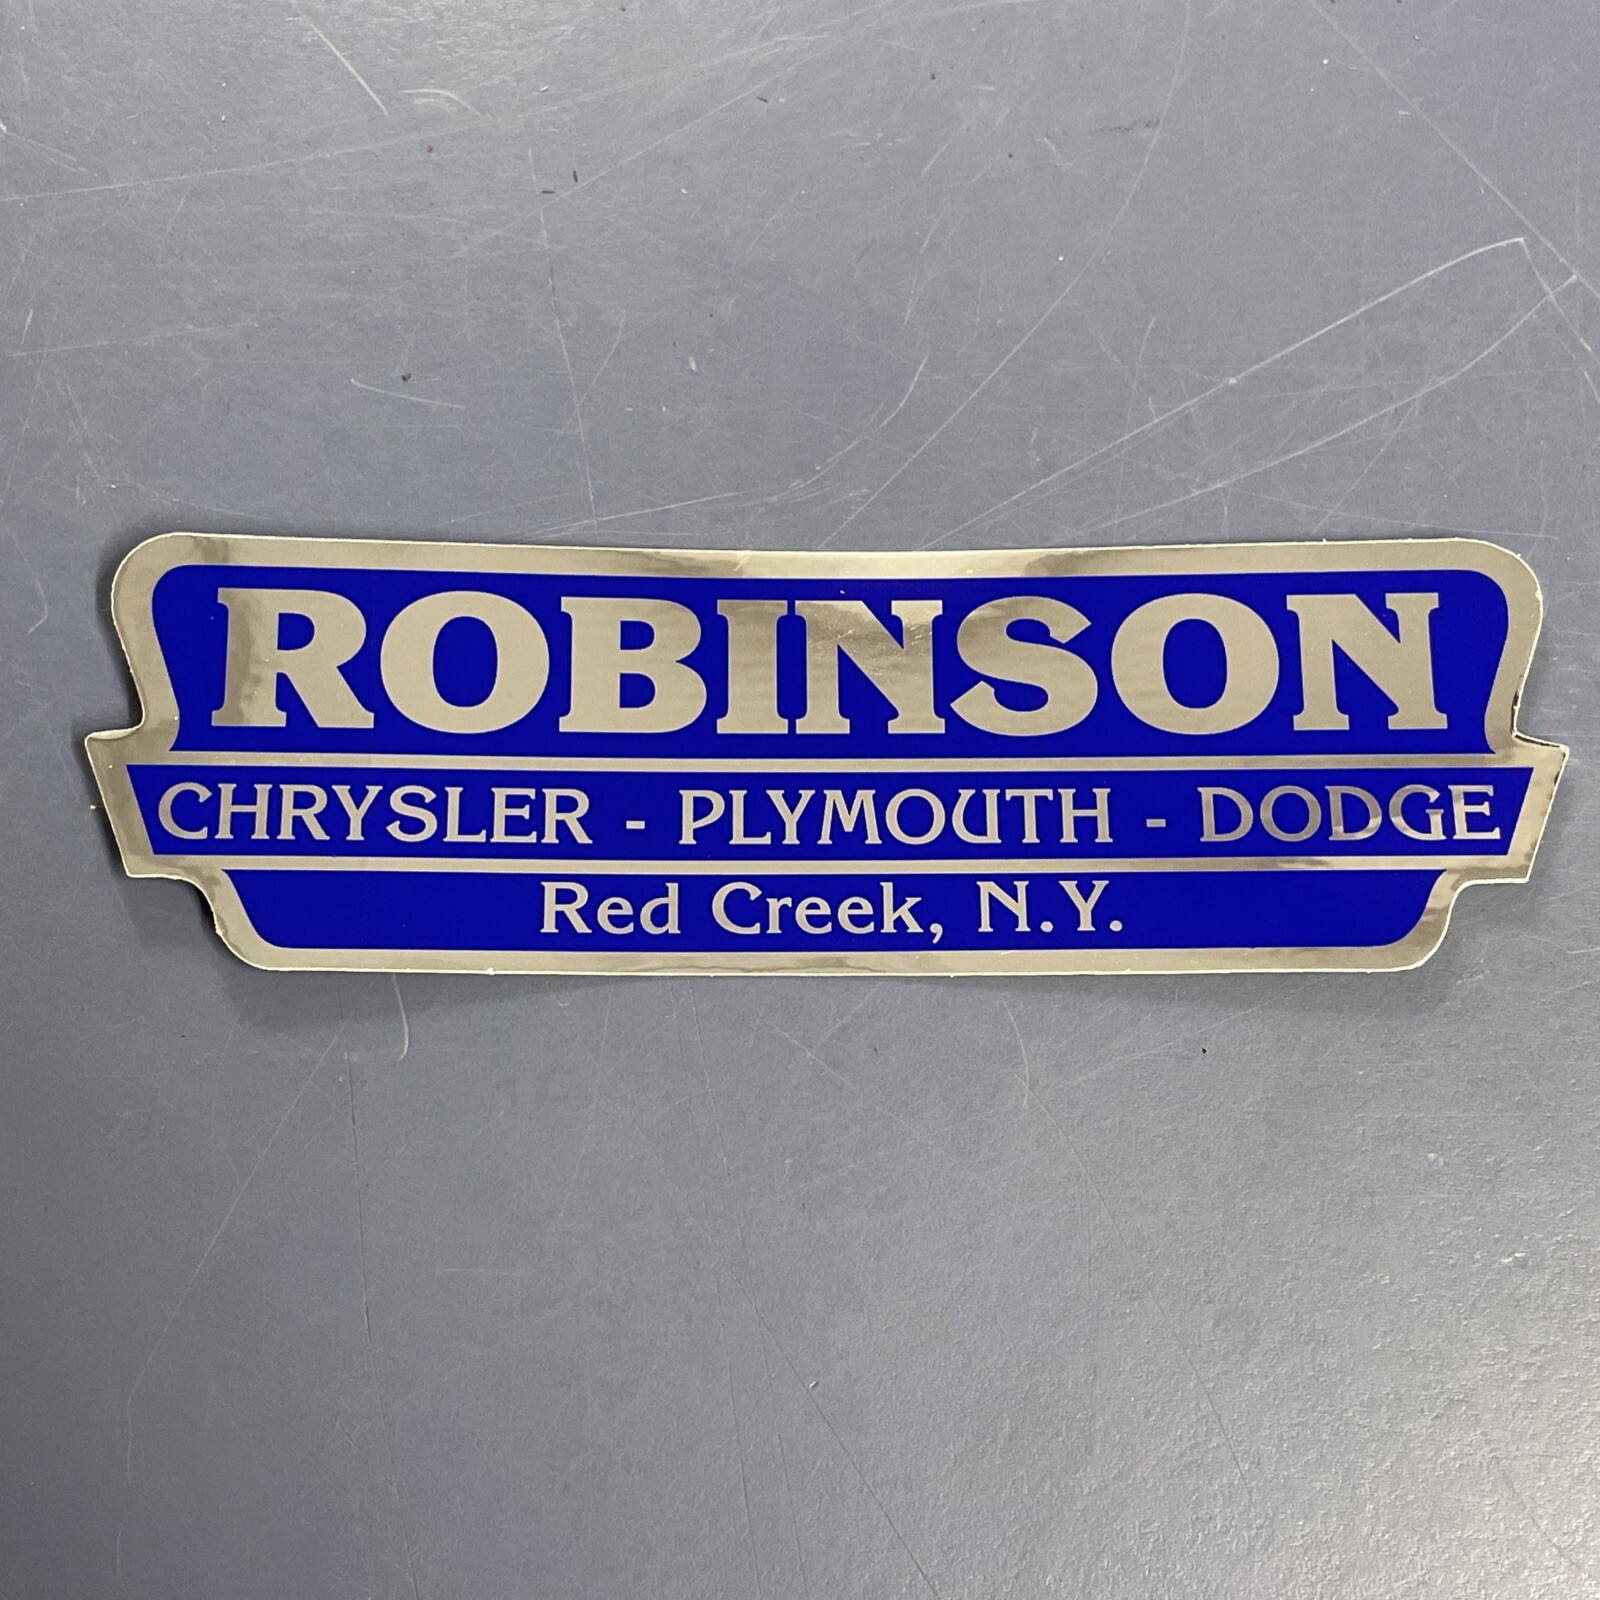 ROBINSON
CHRYSLER - PLYMOUTH - DODGE
Red Creek, N.Y.